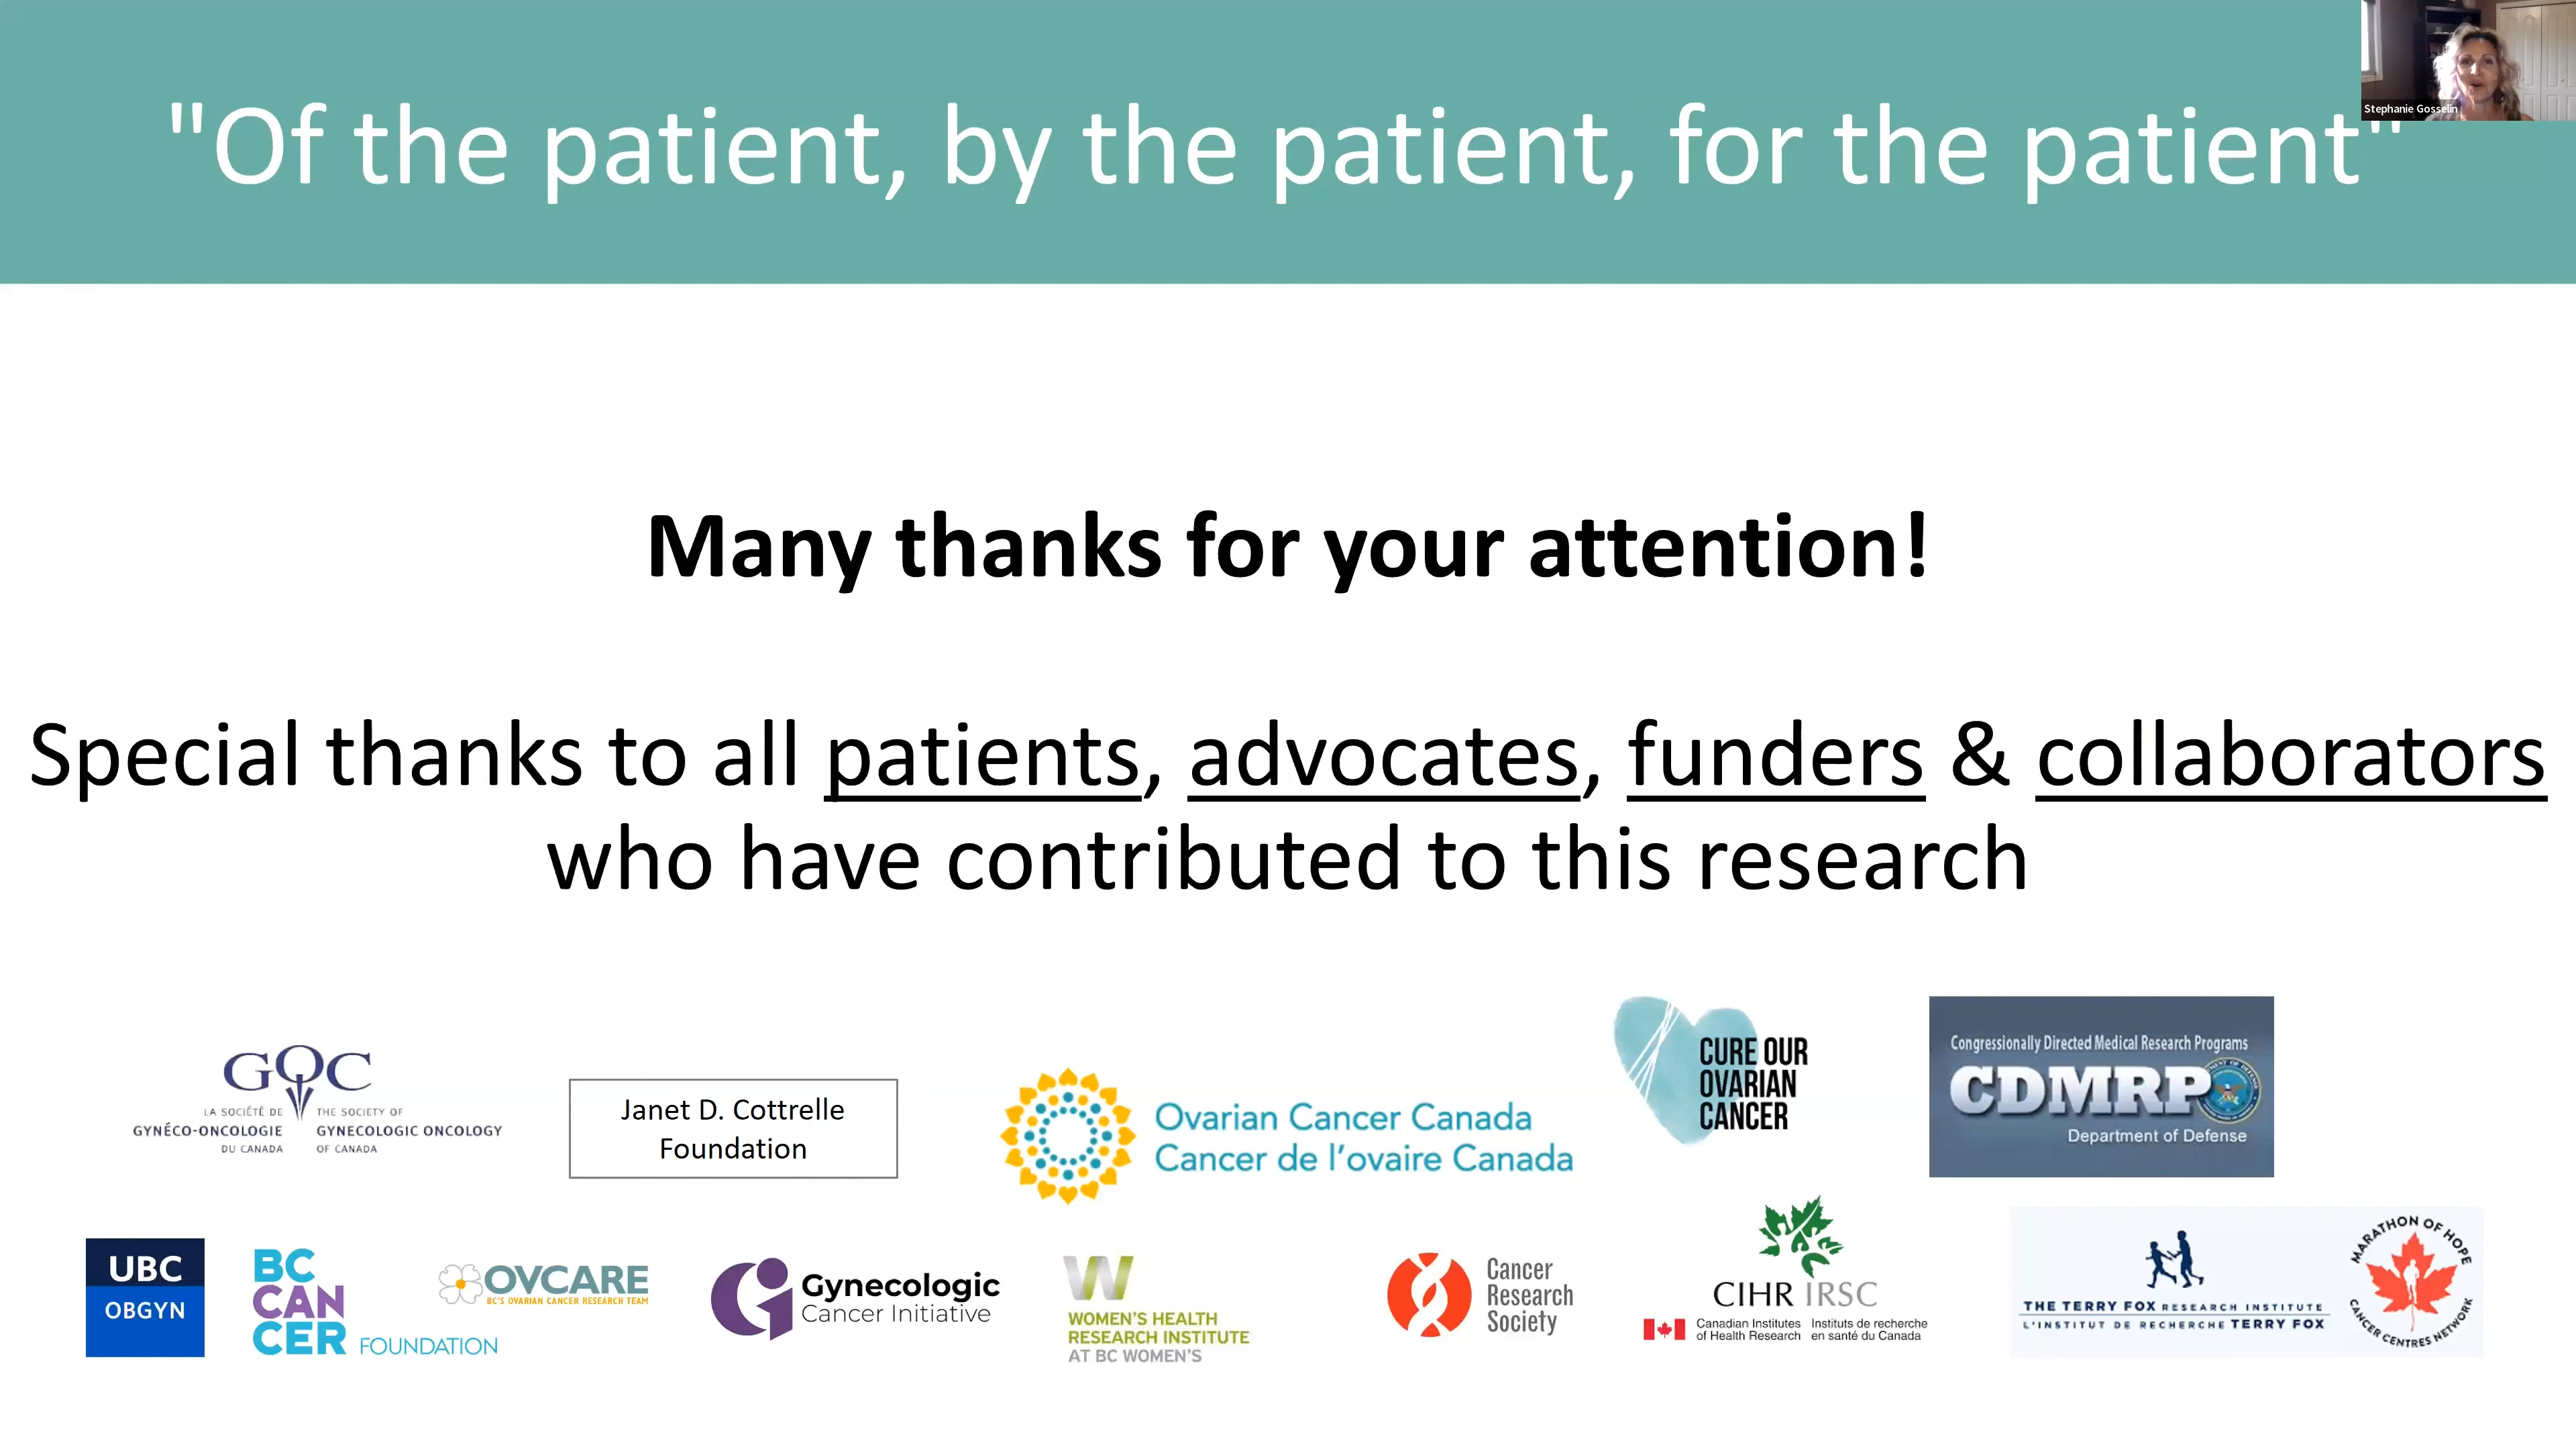 "Of the patient, by the patient, for the patient"
Stephanie Gosselin
Many thanks for your attention!
Special thanks to all patients, advocates, funders & collaborators
who have contributed to this research
GOC
LA SOCIÉTÉ DE
GYNÉCO-ONCOLOGIE
DU CANADA
THE SOCIETY OF
GYNECOLOGIC ONCOLOGY
OF CANADA
Janet D. Cottrelle
Foundation
Ovarian Cancer Canada
Cancer de l'ovaire Canada
CURE OUR
OVARIAN
CANCER
Congressionally Directed Medical Research Programs
CDMRP
Department of Defense
UBC
OBGYN
BC
CAN
CER FOUNDATION
OVCARE
BC'S OVARIAN CANCER RESEARCH TEAM
Gynecologic
Cancer Initiative
W
WOMEN'S HEALTH
RESEARCH INSTITUTE
AT BC WOMEN'S
Cancer
Research
Society
CIHR IRSC
Canadian Institutes
of Health Research
Instituts de recherche
en santé du Canada
THE TERRY FOX RESEARCH INSTITUTE
L'INSTITUT DE RECHERCHE TERRY FOX
MARATHON OF HOPE
CANCER CENTRES NETWORK